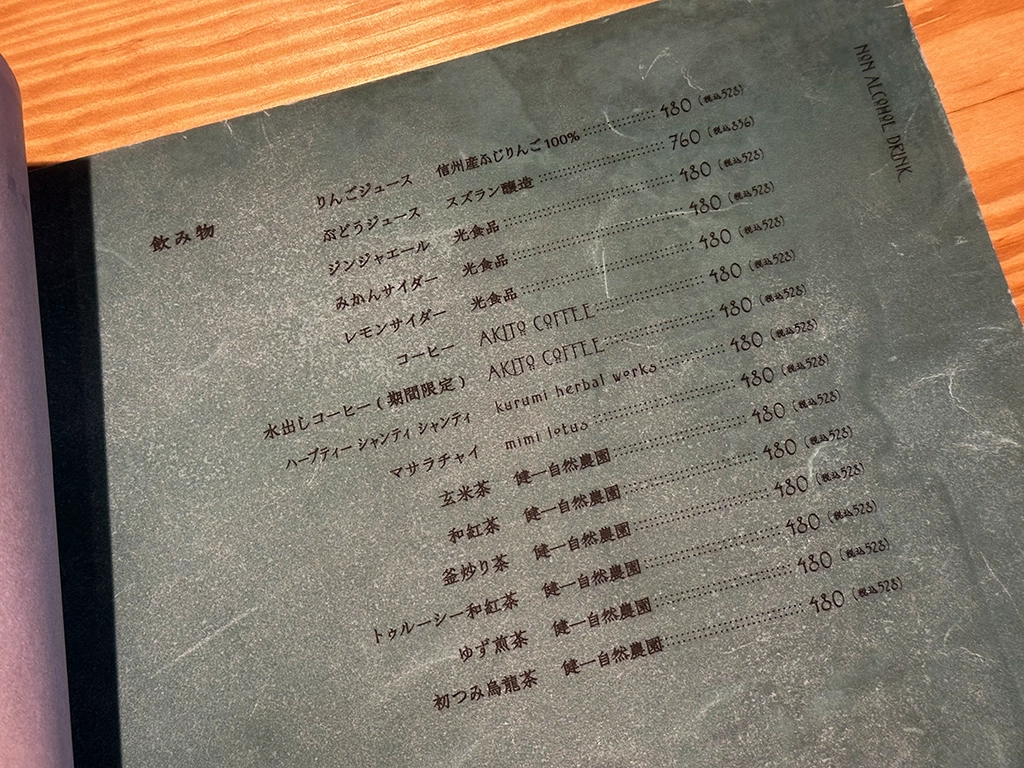 NON ALCOHOL DRINK
飲み物
りんごジュース 信州産ふじりんご100% 480 (税込528)
ぶどうジュース スズラン醸造 760 (税込836)
ジンジャエール 光食品 480 (税込528)
みかんサイダー 光食品 480 (税込528)
レモンサイダー 光食品 480 (税込528)
コーヒー AKITO COFFEE 480 (税込528)
水出しコーヒー(期間限定) AKITO COFFEE 480 (税込528)
ハーブティー シャンティ シャンティ kurumi herbal works 480 (税込528)
マサラチャイ mimi lotus 480 (税込528)
玄米茶 健一自然農園 480 (税込528)
和紅茶 健一自然農園 480 (税込528)
釜炒り茶 健一自然農園 480 (税込528)
トゥルーシー和紅茶 健一自然農園 480 (税込528)
ゆず煎茶 健一自然農園 480 (税込528)
初つみ烏龍茶 健一自然農園 480 (税込528)